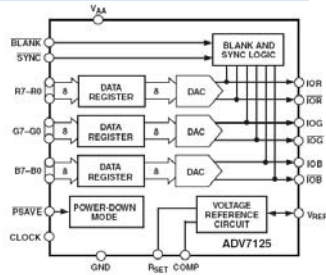 VAA
BLANK
SYNC
BLANK AND
SYNC LOGIC
R7–R0 8 DATA
REGISTER 8 DAC IOR
IOR
G7–G0 8 DATA
REGISTER 8 DAC IOG
IOG
B7–B0 8 DATA
REGISTER 8 DAC IOB
IOB
PSAVE POWER-DOWN
MODE
VOLTAGE
REFERENCE
CIRCUIT
VREF
CLOCK
ADV7125
GND RSET COMP